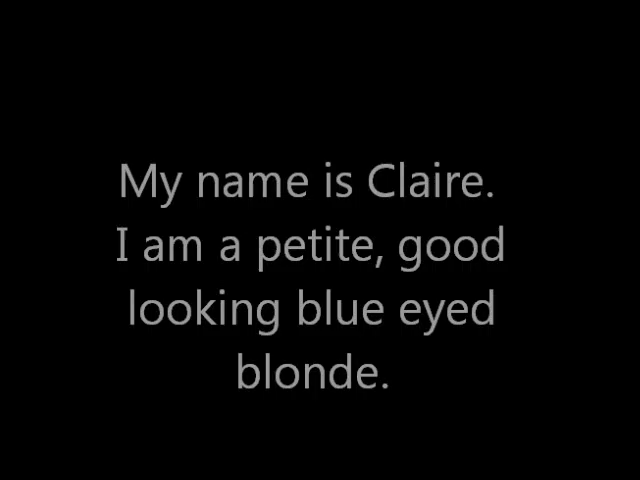 My name is Claire.
I am a petite, good
looking blue eyed
blonde.